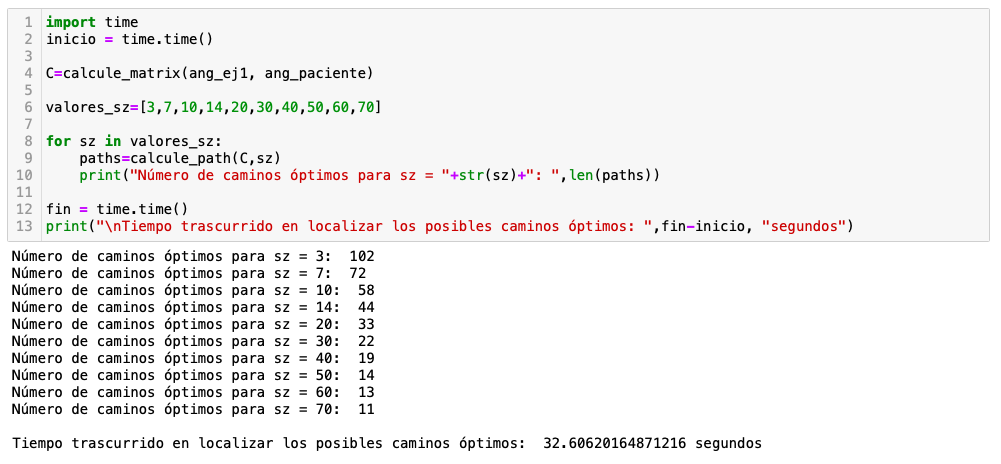 1 import time
2 inicio = time.time()
3
4 C=calcule_matrix(ang_ej1, ang_paciente)
5
6 valores_sz=[3,7,10,14,20,30,40,50,60,70]
7
8 for sz in valores_sz:
9     paths=calcule_path(C,sz)
10     print("Número de caminos óptimos para sz = "+str(sz)+": ",len(paths))
11
12 fin = time.time()
13 print("\nTiempo trascurrido en localizar los posibles caminos óptimos: ",fin-inicio, "segundos")
Número de caminos óptimos para sz = 3:  102
Número de caminos óptimos para sz = 7:  72
Número de caminos óptimos para sz = 10:  58
Número de caminos óptimos para sz = 14:  44
Número de caminos óptimos para sz = 20:  33
Número de caminos óptimos para sz = 30:  22
Número de caminos óptimos para sz = 40:  19
Número de caminos óptimos para sz = 50:  14
Número de caminos óptimos para sz = 60:  13
Número de caminos óptimos para sz = 70:  11
Tiempo trascurrido en localizar los posibles caminos óptimos:  32.60620164871216 segundos